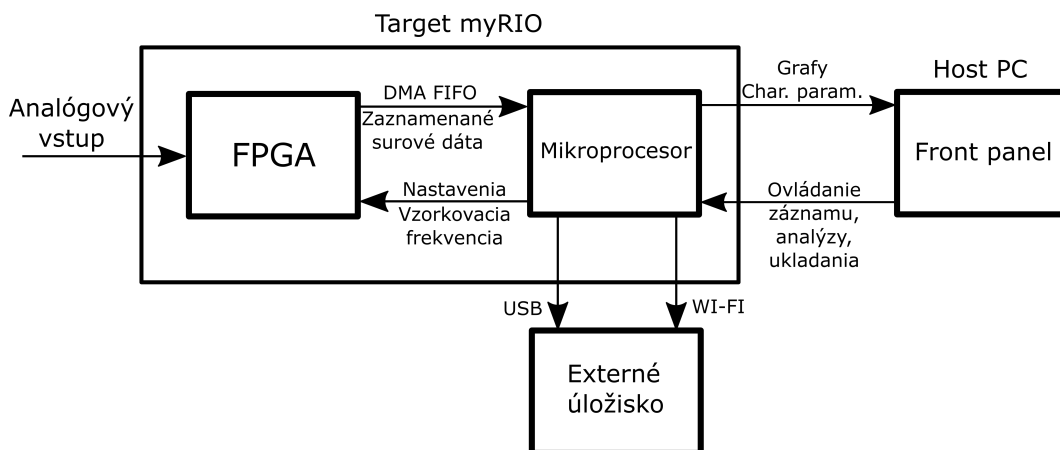 Target myRIO
Analógový
vstup
FPGA
DMA FIFO
Zaznamenané
surové dáta
Nastavenia
Vzorkovacia
frekvencia
Mikroprocesor
Grafy
Char. param.
Ovládanie
záznamu,
analýzy,
ukladania
Host PC
Front panel
USB
WI-FI
Externé
úložisko